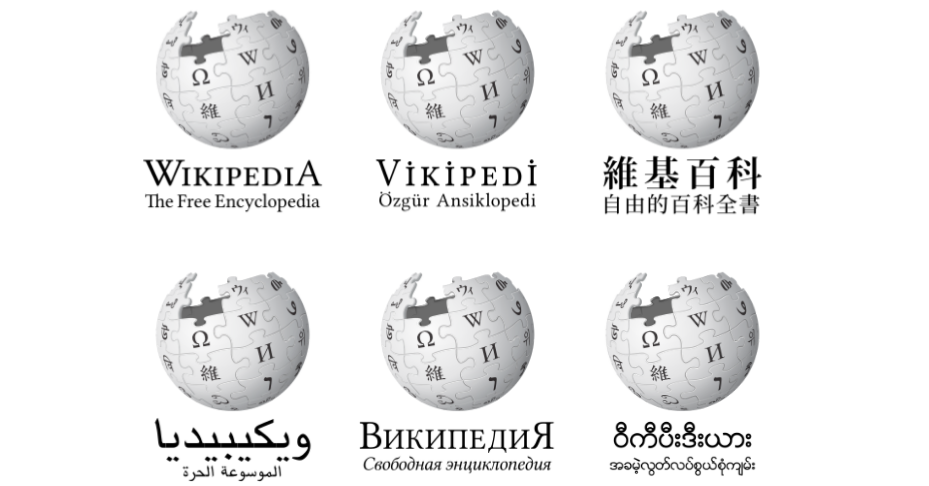 WIKIPEDIA
The Free Encyclopedia
VİKİPEDİ
Özgür Ansiklopedi
維基百科
自由的百科全書
ويكيبيديا
الموسوعة الحرة
ВИКИПЕДИЯ
Свободная энциклопедия
ဝီကီပီးဒီးယား
အခမဲ့လွတ်လပ်စွယ်စုံကျမ်း